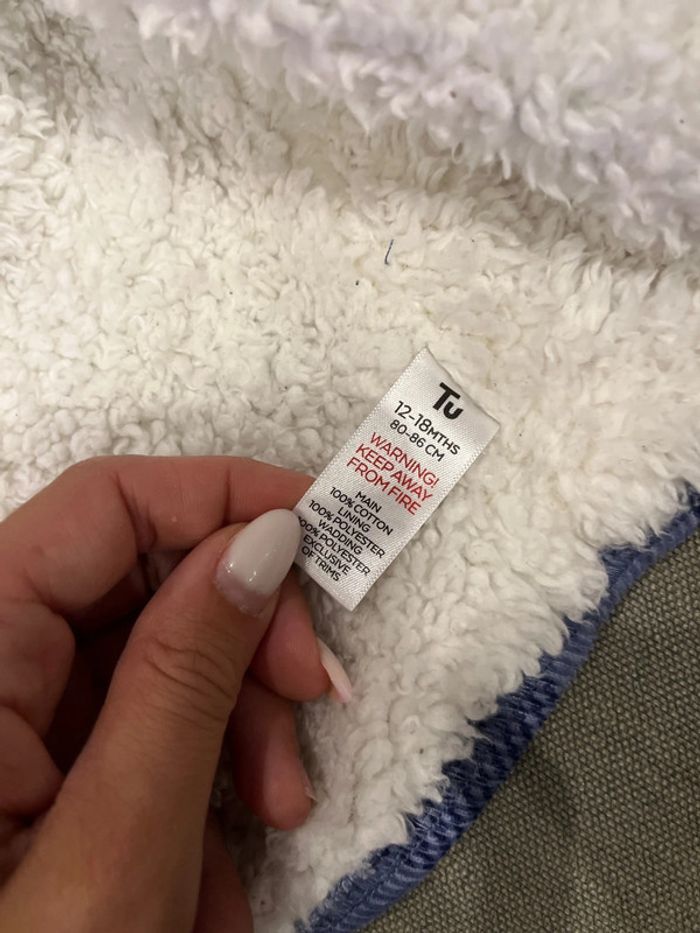 Tu
12-18MTHS
80-86 CM
WARNING!
KEEP AWAY
FROM FIRE
MAIN
100% COTTON
LINING
100% POLYESTER
WADDING
100% POLYESTER
EXCLUSIVE
OF TRIMS